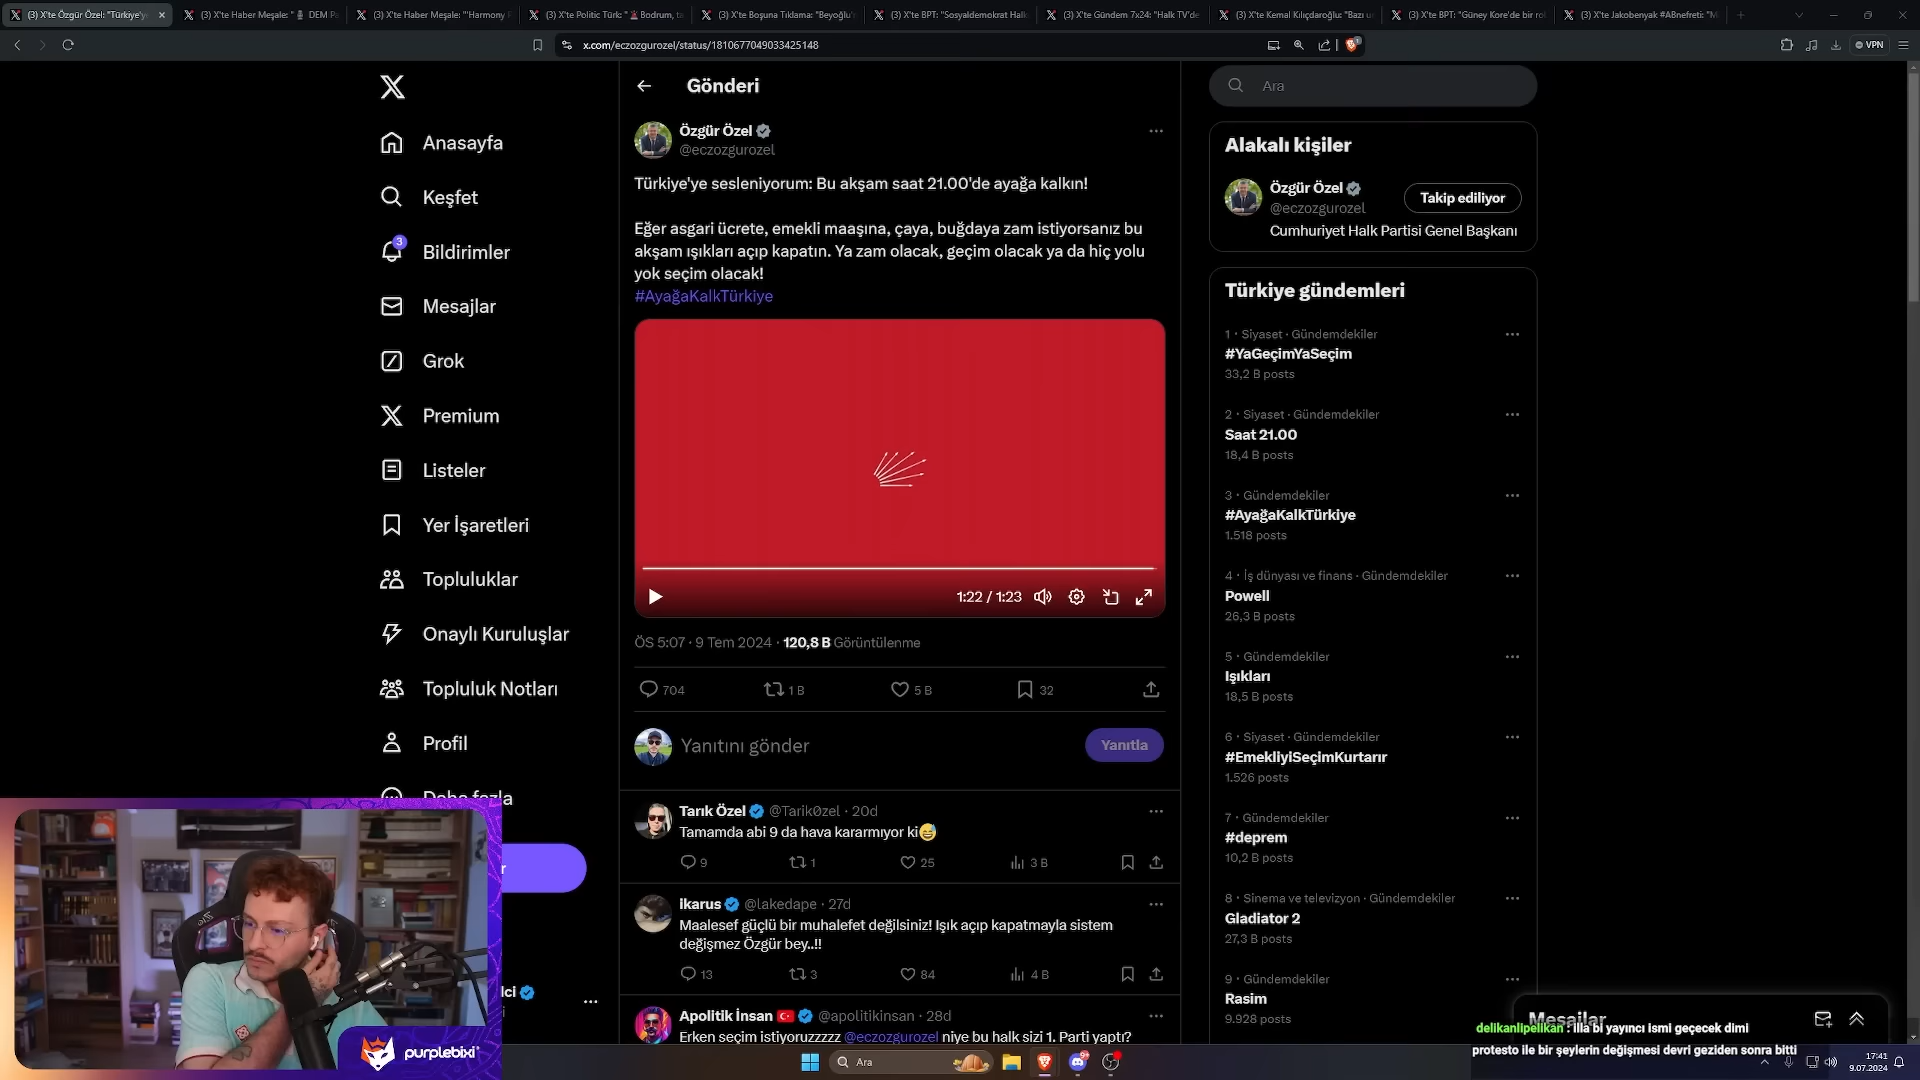 (3) X'te Özgür Özel: "Türkiye'y
(3) X'te Haber Meşale: "🎙 DEM Pa
(3) X'te Haber Meşale: "'Harmony
(3) X'te Politic Türk: "🚨Bodrum, ta
(3) X'te Boşuna Tıklama: "Beyoğlu'
(3) X'te BPT: "Sosyaldemokrat Halk
(3) X'te Gündem 7x24: "Halk TV'de
(3) X'te Kemal Kılıçdaroğlu: "Bazı
(3) X'te BPT: "Güney Kore'de bir ro
(3) X'te Jakobenyak #ABnefreti: "M
x.com/eczozgurozel/status/1810677049033425148
VPN
Anasayfa
Keşfet
3
Bildirimler
Mesajlar
Grok
Premium
Listeler
Yer İşaretleri
Topluluklar
Onaylı Kuruluşlar
Topluluk Notları
Profil
Daha fazla
lci
Gönderi
Özgür Özel
@eczozgurozel
Türkiye'ye sesleniyorum: Bu akşam saat 21.00'de ayağa kalkın!
Eğer asgari ücrete, emekli maaşına, çaya, buğdaya zam istiyorsanız bu
akşam ışıkları açıp kapatın. Ya zam olacak, geçim olacak ya da hiç yolu
yok seçim olacak!
#AyağaKalkTürkiye
1:22 / 1:23
ÖS 5:07 · 9 Tem 2024 · 120,8 B Görüntülenme
704 1 B 5 B 32
Yanıtını gönder
Yanıtla
Tarık Özel @Tarik0zel · 20d
Tamamda abi 9 da hava kararmıyor ki😅
9 1 25 3 B
ikarus @lakedape · 27d
Maalesef güçlü bir muhalefet değilsiniz! Işık açıp kapatmayla sistem
değişmez Özgür bey..!!
13 3 84 4 B
Apolitik İnsan 🇹🇷 @apolitikinsan · 28d
Erken seçim istiyoruzzzzz @eczozgurozel niye bu halk sizi 1. Parti yaptı?
Ara
Alakalı kişiler
Özgür Özel
@eczozgurozel
Takip ediliyor
Cumhuriyet Halk Partisi Genel Başkanı
Türkiye gündemleri
1 · Siyaset · Gündemdekiler
#YaGeçimYaSeçim
33,2 B posts
2 · Siyaset · Gündemdekiler
Saat 21.00
18,4 B posts
3 · Gündemdekiler
#AyağaKalkTürkiye
1.518 posts
4 · İş dünyası ve finans · Gündemdekiler
Powell
26,3 B posts
5 · Gündemdekiler
Işıkları
18,5 B posts
6 · Siyaset · Gündemdekiler
#EmekliyiSeçimKurtarır
1.526 posts
7 · Gündemdekiler
#deprem
10,2 B posts
8 · Sinema ve televizyon · Gündemdekiler
Gladiator 2
27,3 B posts
9 · Gündemdekiler
Rasim
9.928 posts
Mesajlar
delikanlipelikan : illa bi yayıncı ismi geçecek dimi
protesto ile bir şeylerin değişmesi devri geziden sonra bitti
purplebixi
Ara
17:41
9.07.2024